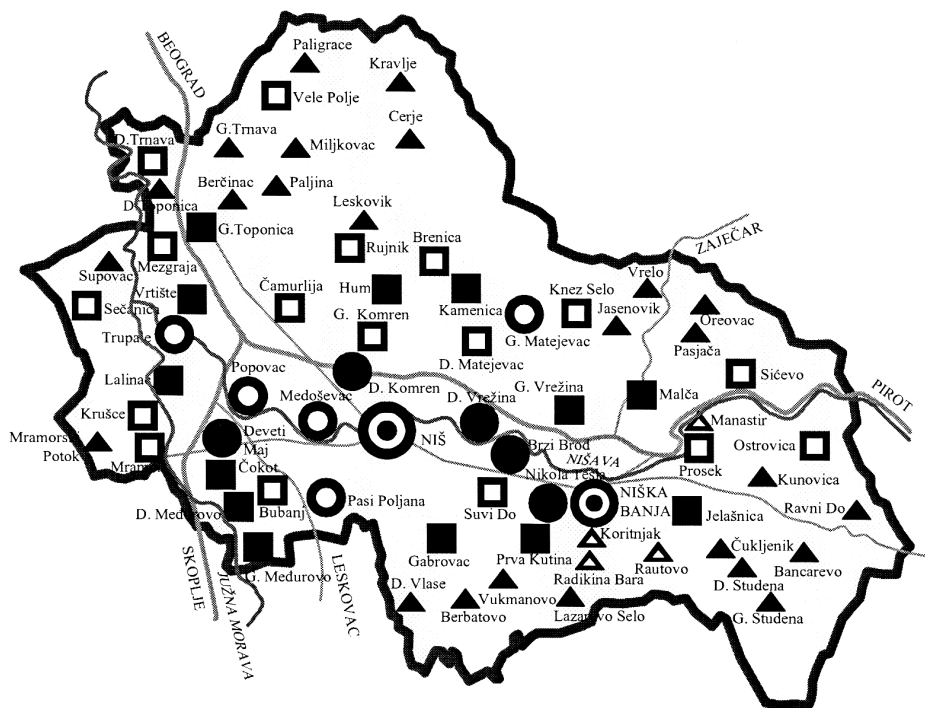 Paligrace
Kravlje
BEOGRAD
Vele Polje
Cerje
G.Trnava
D.Trnava
Miljkovac
Berčinac
Paljina
D.Toponica
Leskovik
G.Toponica
Rujnik
Brenica
ZAJEČAR
Mezgraja
Supovac
Vrtište
Čamurlija
Hum
Kamenica
Knez Selo
Vrelo
Jasenovik
Sečanica
G. Komren
G. Matejevac
Oreovac
Trupale
Pasjača
D. Matejevac
Lalinac
Popovac
D. Komren
Sićevo
Medoševac
D. Vrežina
G. Vrežina
Malča
PIROT
Krušce
Manastir
Mramorski
Potok
Deveti
Maj
NIŠ
Brzi Brod
Ostrovica
Mramor
NIŠAVA
Prosek
Čokot
Nikola Tesla
Kunovica
D. Međurovo
Bubanj
Pasi Poljana
Suvi Do
NIŠKA
BANJA
Jelašnica
Ravni Do
SKOPLJE
JUŽNA MORAVA
LESKOVAC
G. Međurovo
Gabrovac
Prva Kutina
Koritnjak
Čukljenik
Radikina Bara
Rautovo
Bancarevo
D. Vlase
Vukmanovo
D. Studena
Berbatovo
Lazarevo Selo
G. Studena